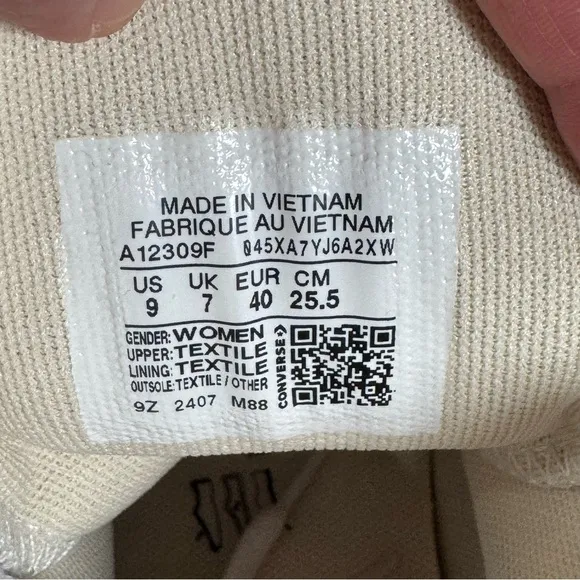 MADE IN VIETNAM
FABRIQUE AU VIETNAM
A12309F 045XA7YJ6A2XW
US UK EUR CM
9 7 40 25.5
GENDER: WOMEN
UPPER: TEXTILE
LINING: TEXTILE
OUTSOLE: TEXTILE / OTHER
9Z 2407 M88
CONVERSE